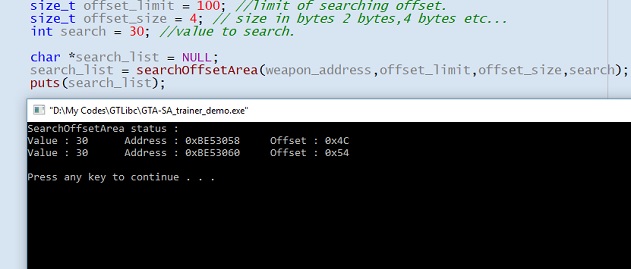 size_t offset_limit = 100; //limit of searching offset.
size_t offset_size = 4; // size in bytes 2 bytes,4 bytes etc...
int search = 30; //value to search.
char *search_list = NULL;
search_list = searchOffsetArea(weapon_address,offset_limit,offset_size,search);
puts(search_list);
"D:\My Codes\GTLibc\GTA-SA_trainer_demo.exe"
SearchOffsetArea status :
Value : 30 Address : 0xBE53058 Offset : 0x4C
Value : 30 Address : 0xBE53060 Offset : 0x54
Press any key to continue . . .